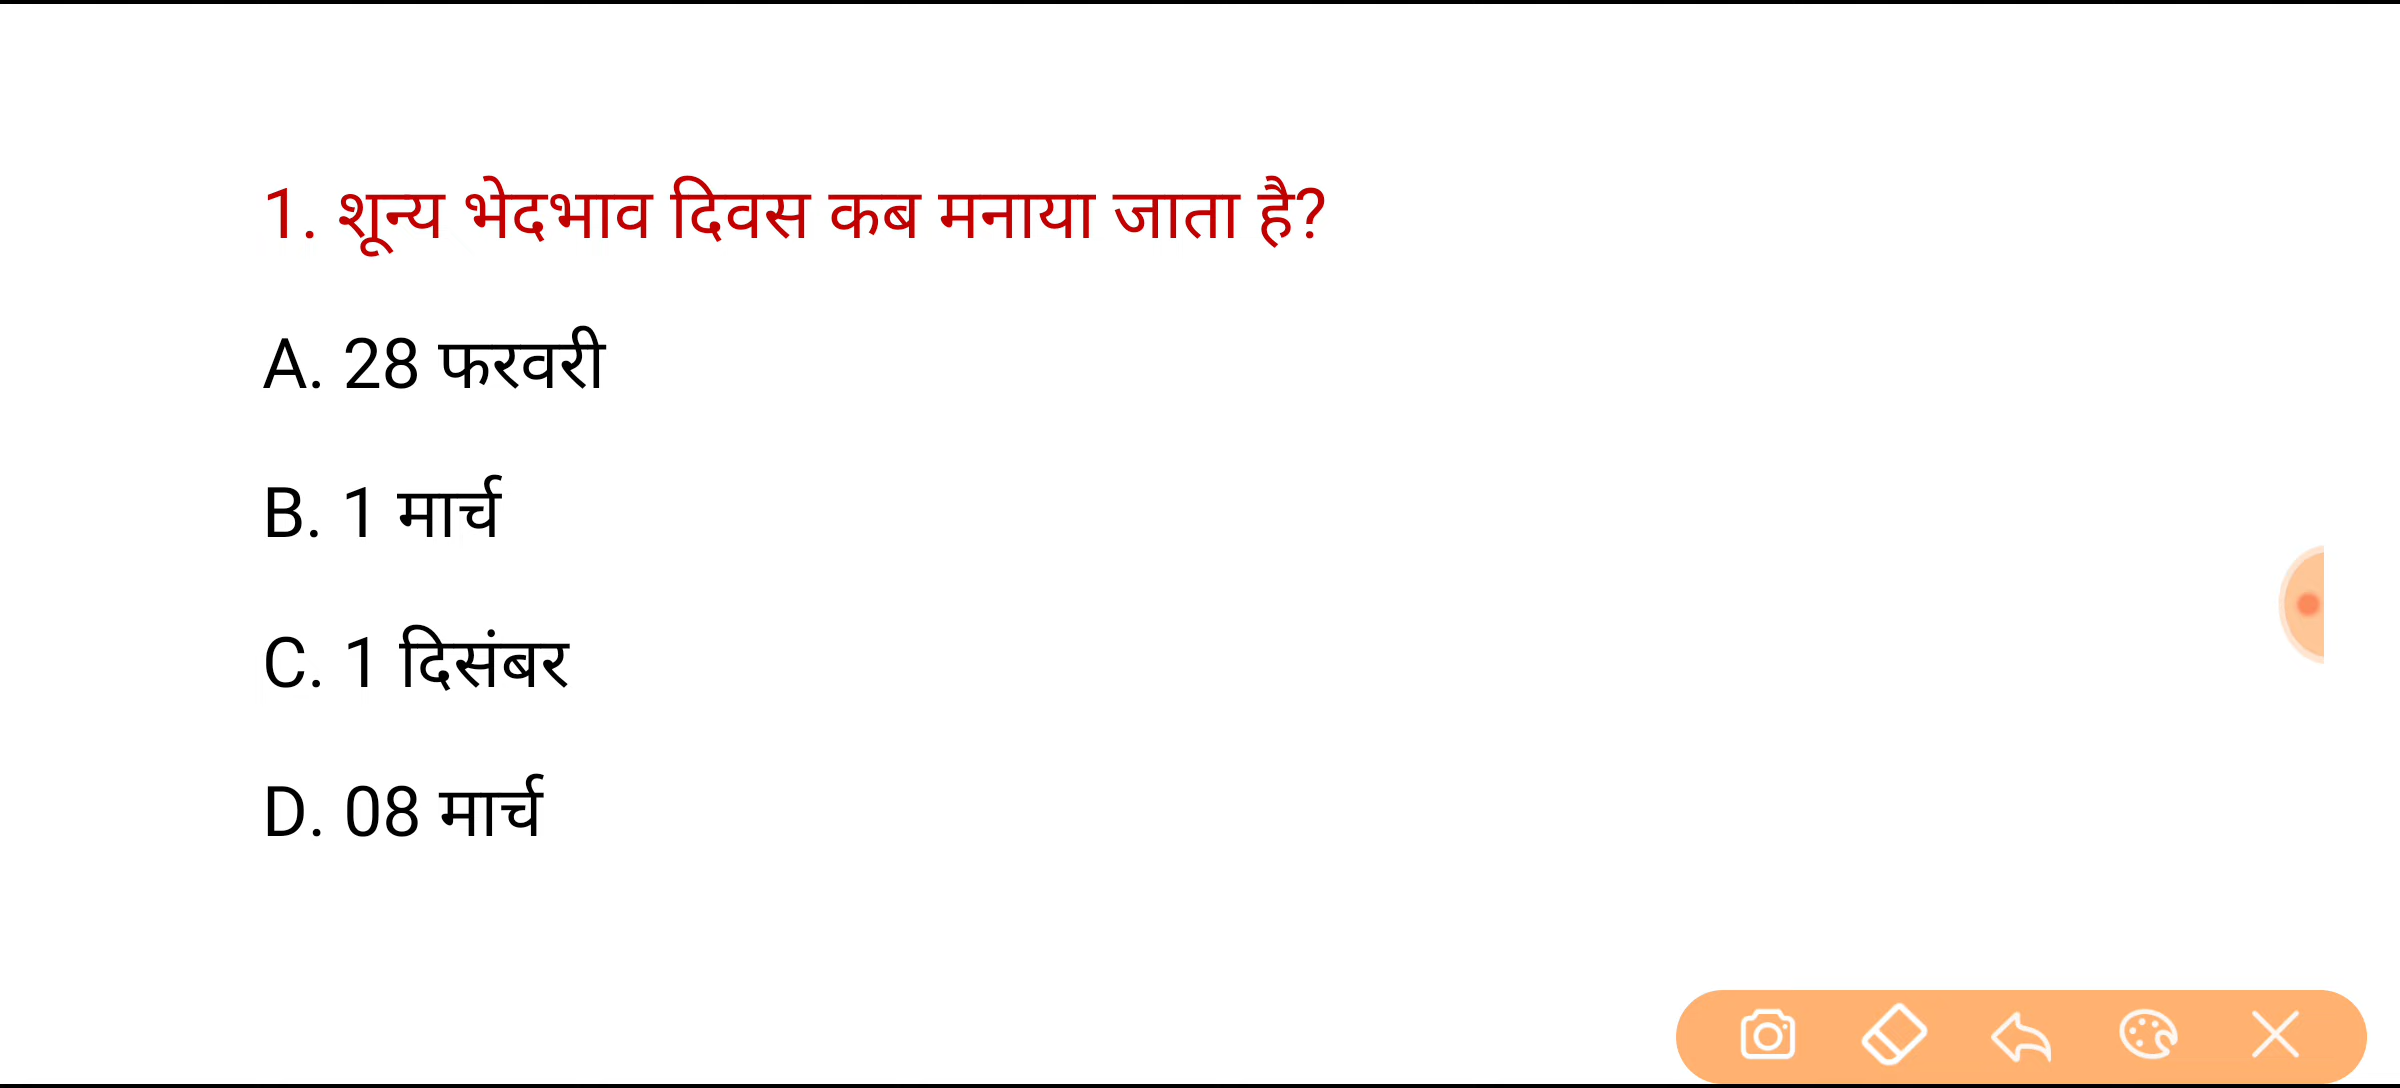 1. शून्य भेदभाव दिवस कब मनाया जाता है?
A. 28 फरवरी
B. 1 मार्च
C. 1 दिसंबर
D. 08 मार्च